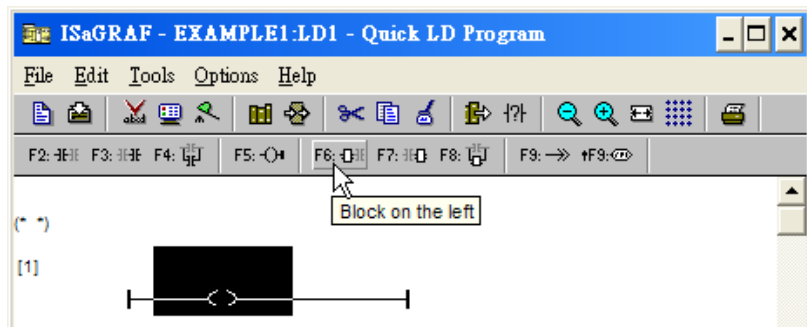 ISaGRAF - EXAMPLE1:LD1 - Quick LD Program
File Edit Tools Options Help
abcd
F2: F3: F4: F5: F6: F7: F8: F9: F9:
Block on the left
(* *)
[1]